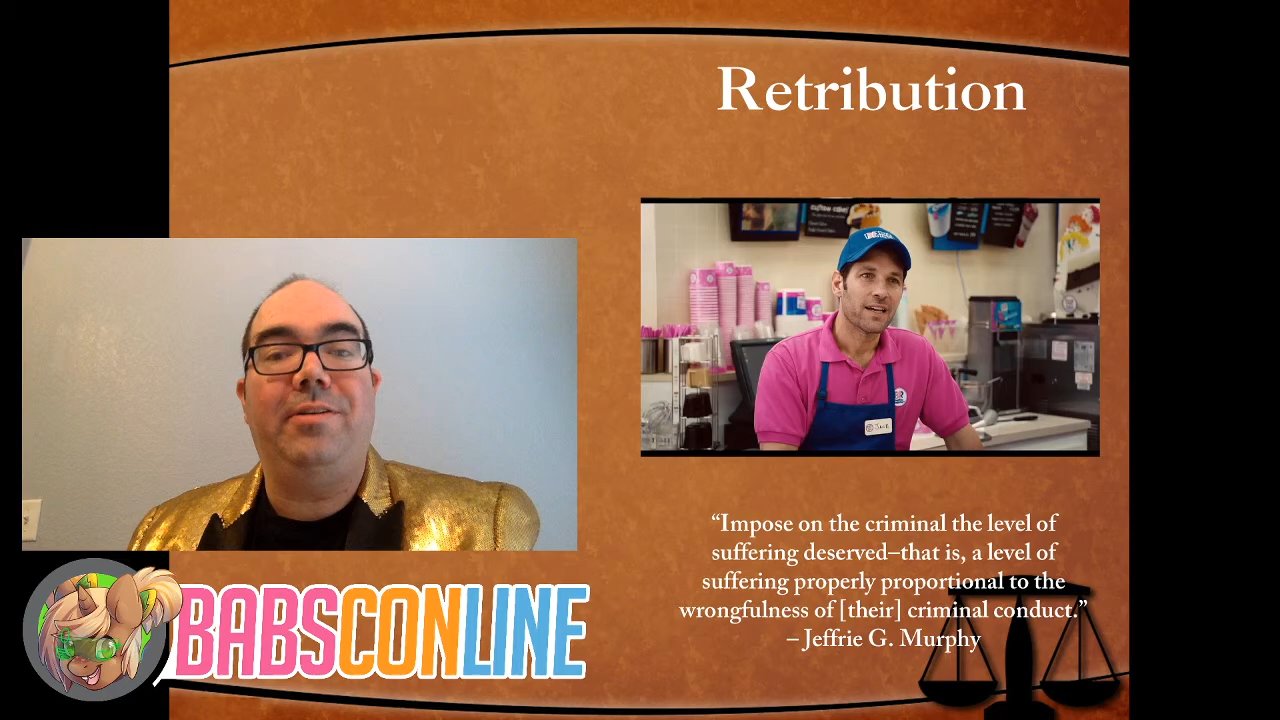 Retribution
“Impose on the criminal the level of
suffering deserved–that is, a level of
suffering properly proportional to the
wrongfulness of [their] criminal conduct.”
– Jeffrie G. Murphy
BABSCONLINE